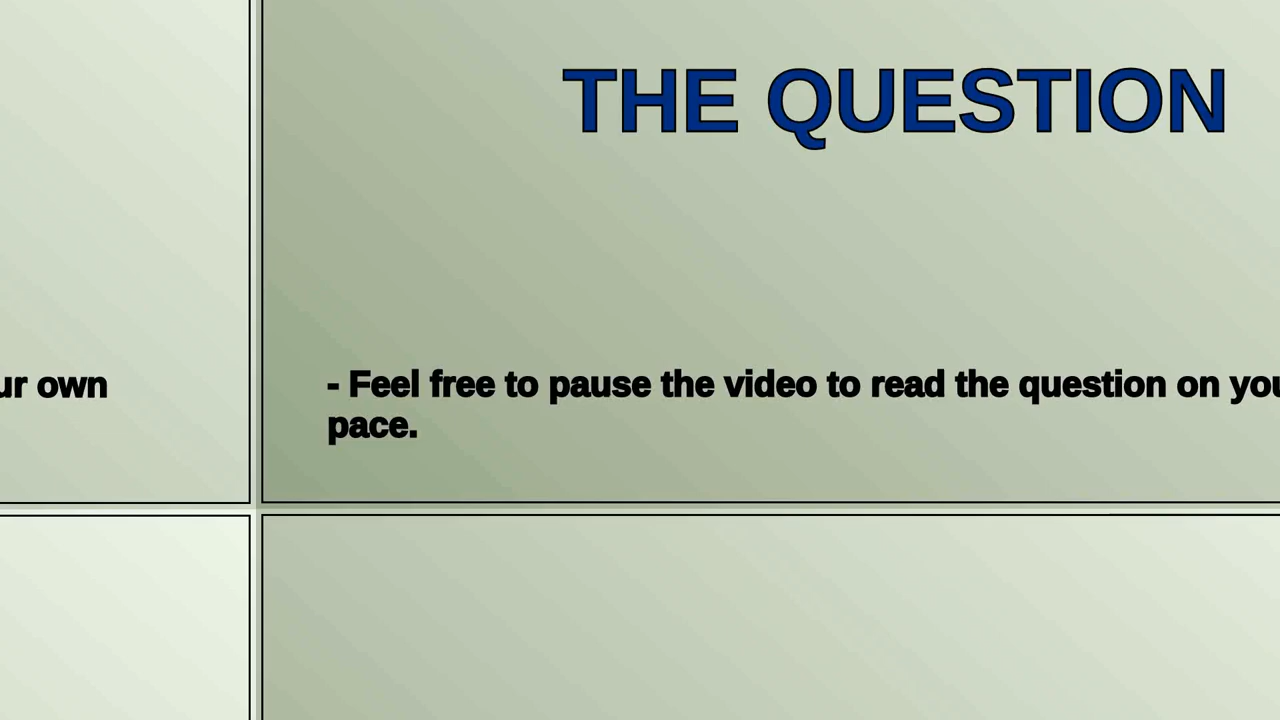 THE QUESTION
ur own
- Feel free to pause the video to read the question on you
pace.